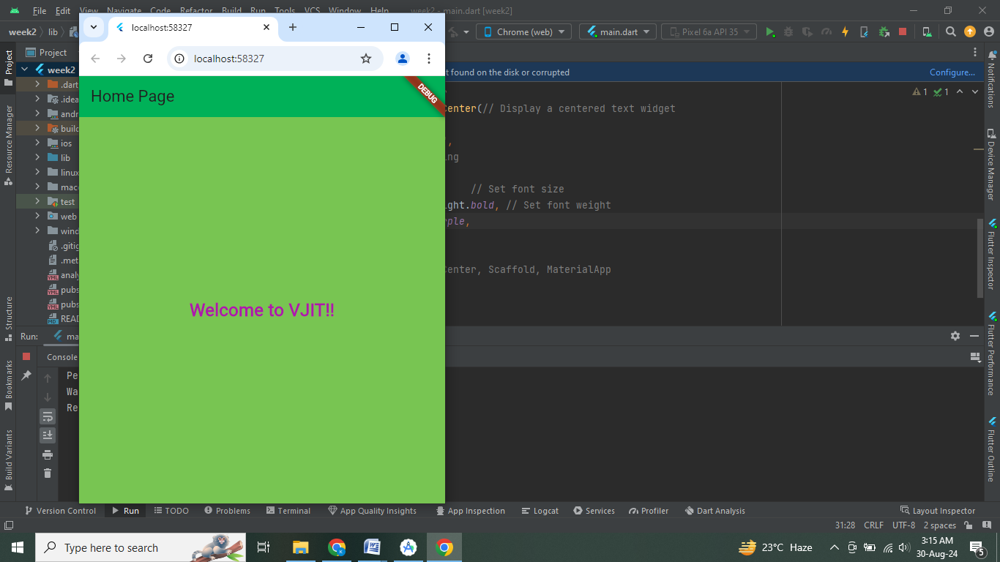 File Edit View Navigate Code Refactor Build Run Tools VCS Window Help week2 - main.dart [week2]
localhost:58327
week2 lib Chrome (web) main.dart Pixel 6a API 35
localhost:58327
Project
week2
t found on the disk or corrupted Configure...
.dart
.idea
andr
build
ios
lib
linux
mac
test
web
wind
.gitig
.met
analy
pubs
pubs
READ
Home Page
DEBUG
Welcome to VJIT!!
1 1
enter(// Display a centered text widget
,
ng
// Set font size
ght.bold, // Set font weight
ple,
enter, Scaffold, MaterialApp
Project
Resource Manager
Structure
Bookmarks
Build Variants
Notifications
Device Manager
Flutter Inspector
Flutter Performance
Flutter Outline
Run: ma
Console
Pe
Wa
Re
Version Control Run TODO Problems Terminal App Quality Insights App Inspection Logcat Services Profiler Dart Analysis Layout Inspector
31:28 CRLF UTF-8 2 spaces
Type here to search
23°C Haze
3:15 AM
30-Aug-24
5